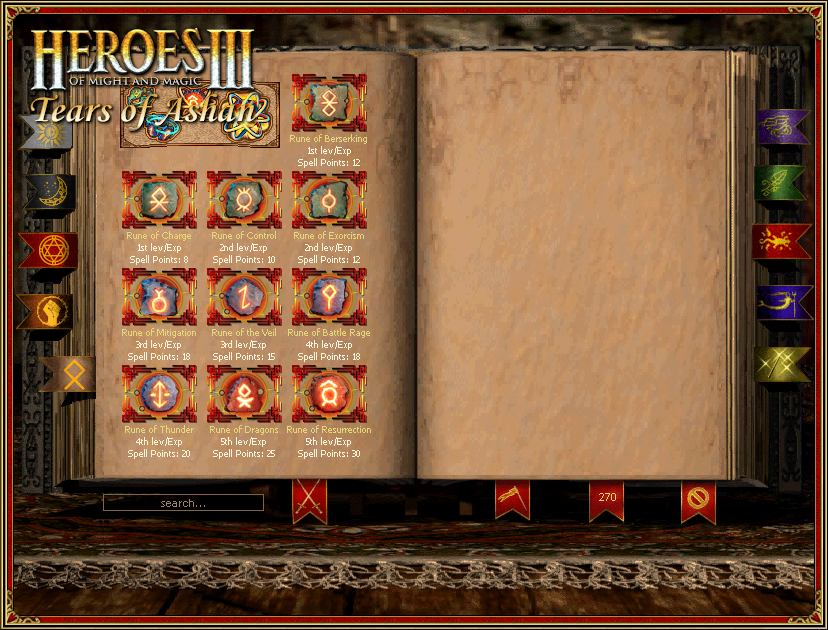 HEROES III
OF MIGHT AND MAGIC
Tears of Ashan
Rune of Berserking
1st lev/Exp
Spell Points: 12
Rune of Charge
1st lev/Exp
Spell Points: 8
Rune of Control
2nd lev/Exp
Spell Points: 10
Rune of Exorcism
2nd lev/Exp
Spell Points: 12
Rune of Mitigation
3rd lev/Exp
Spell Points: 18
Rune of the Veil
3rd lev/Exp
Spell Points: 15
Rune of Battle Rage
4th lev/Exp
Spell Points: 18
Rune of Thunder
4th lev/Exp
Spell Points: 20
Rune of Dragons
5th lev/Exp
Spell Points: 25
Rune of Resurrection
5th lev/Exp
Spell Points: 30
search...
270